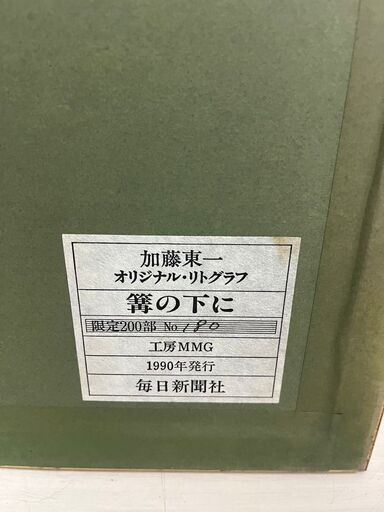 加藤東一
オリジナル・リトグラフ
篝の下に
限定200部 No 180
工房MMG
1990年発行
毎日新聞社